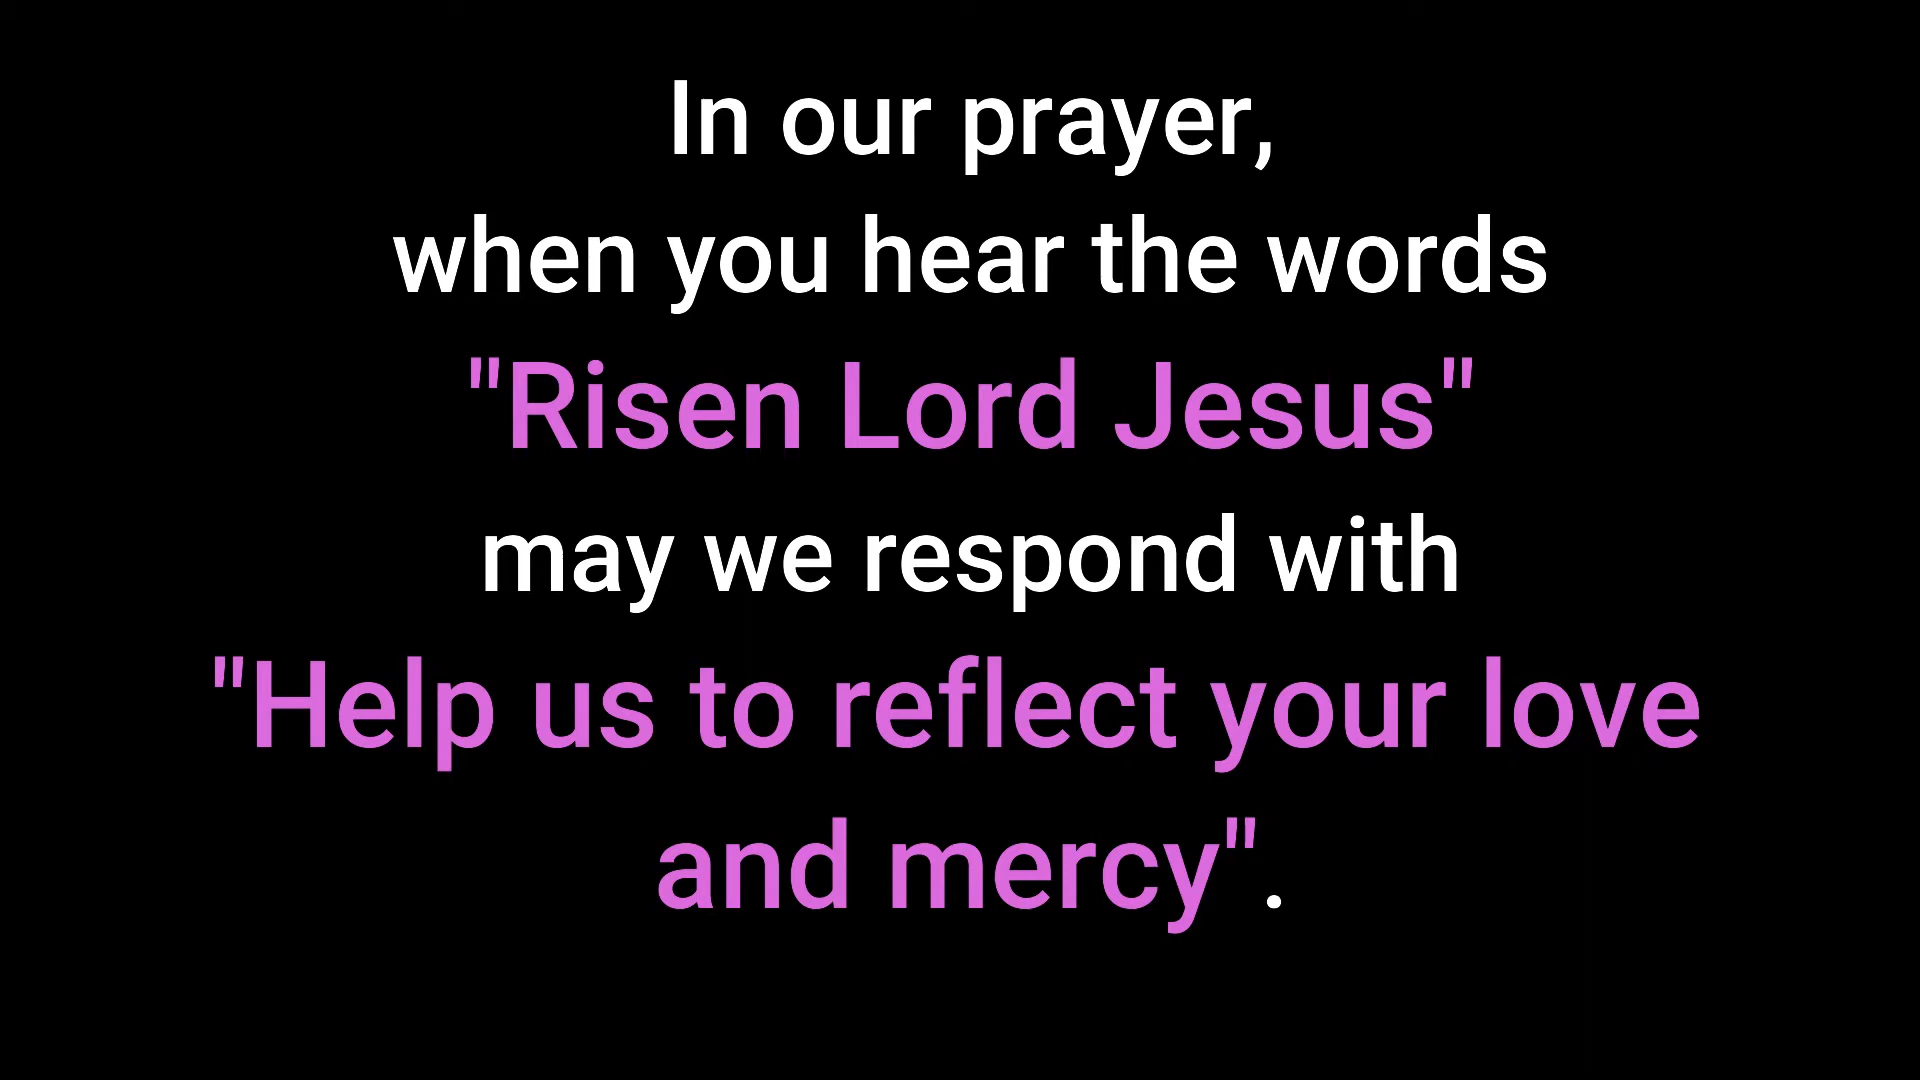 In our prayer,
when you hear the words
"Risen Lord Jesus"
may we respond with
"Help us to reflect your love
and mercy".